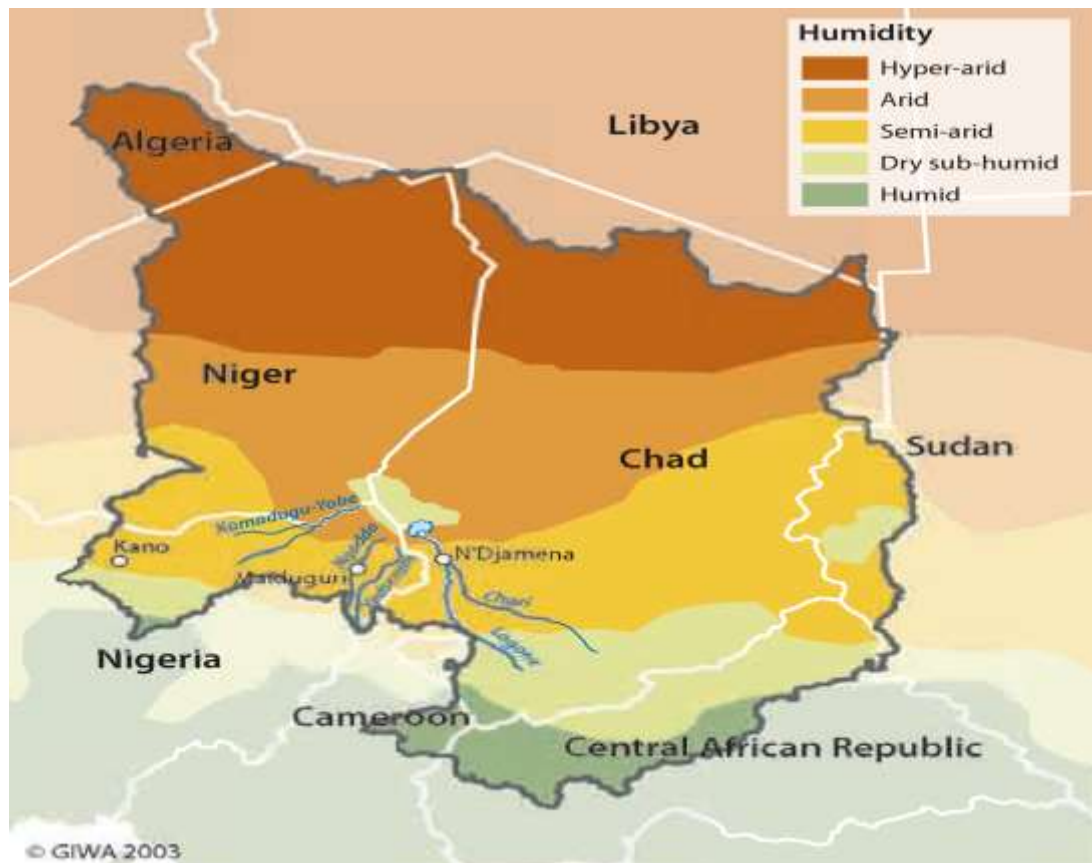 Humidity
Hyper-arid
Arid
Semi-arid
Dry sub-humid
Humid
Algeria
Libya
Niger
Chad
Sudan
Komadugu-Yobe
Kano
N'Djamena
Maiduguri
Chari
Logone
Nigeria
Cameroon
Central African Republic
© GIWA 2003